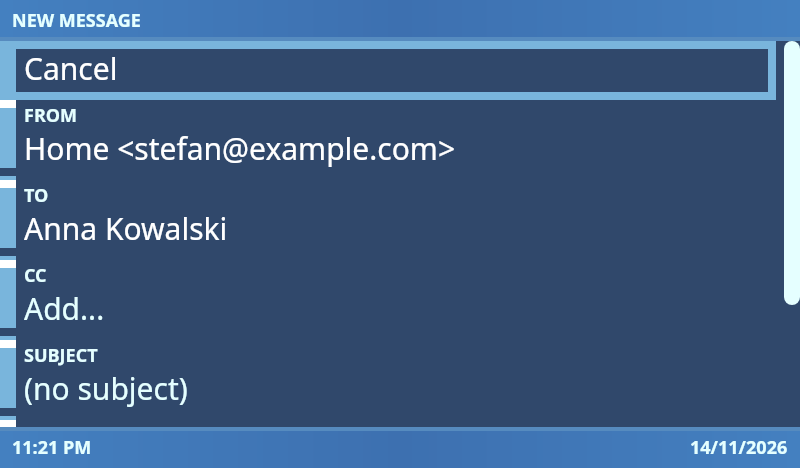 NEW MESSAGE
Cancel
FROM
Home <stefan@example.com>
TO
Anna Kowalski
CC
Add...
SUBJECT
(no subject)
11:21 PM
14/11/2026